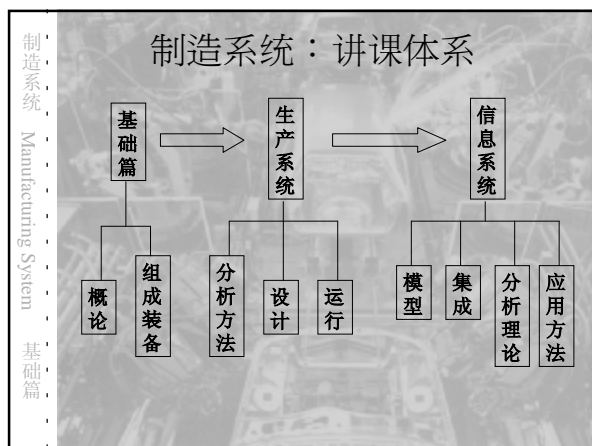 制造系统：讲课体系
制造系统 Manufacturing System 基础篇
基础篇
生产系统
信息系统
概论
组成装备
分析方法
设计
运行
模型
集成
分析理论
应用方法